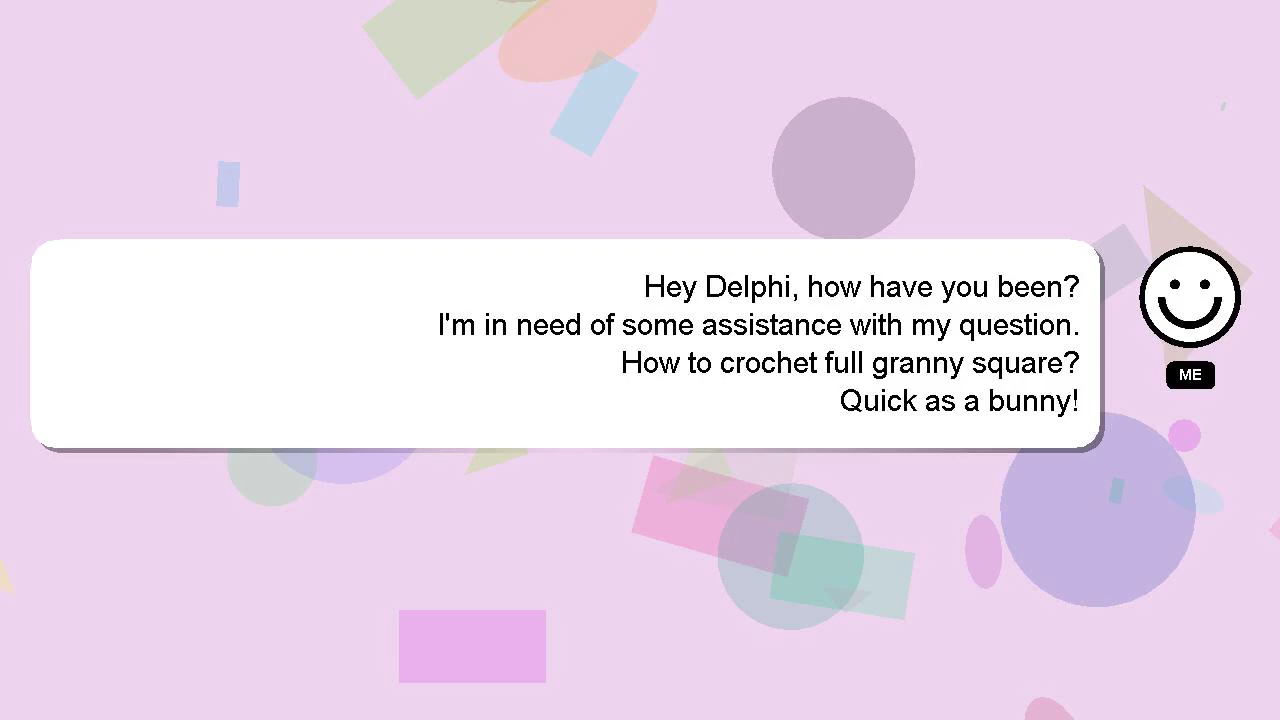 Hey Delphi, how have you been?
I'm in need of some assistance with my question.
How to crochet full granny square?
Quick as a bunny!
ME